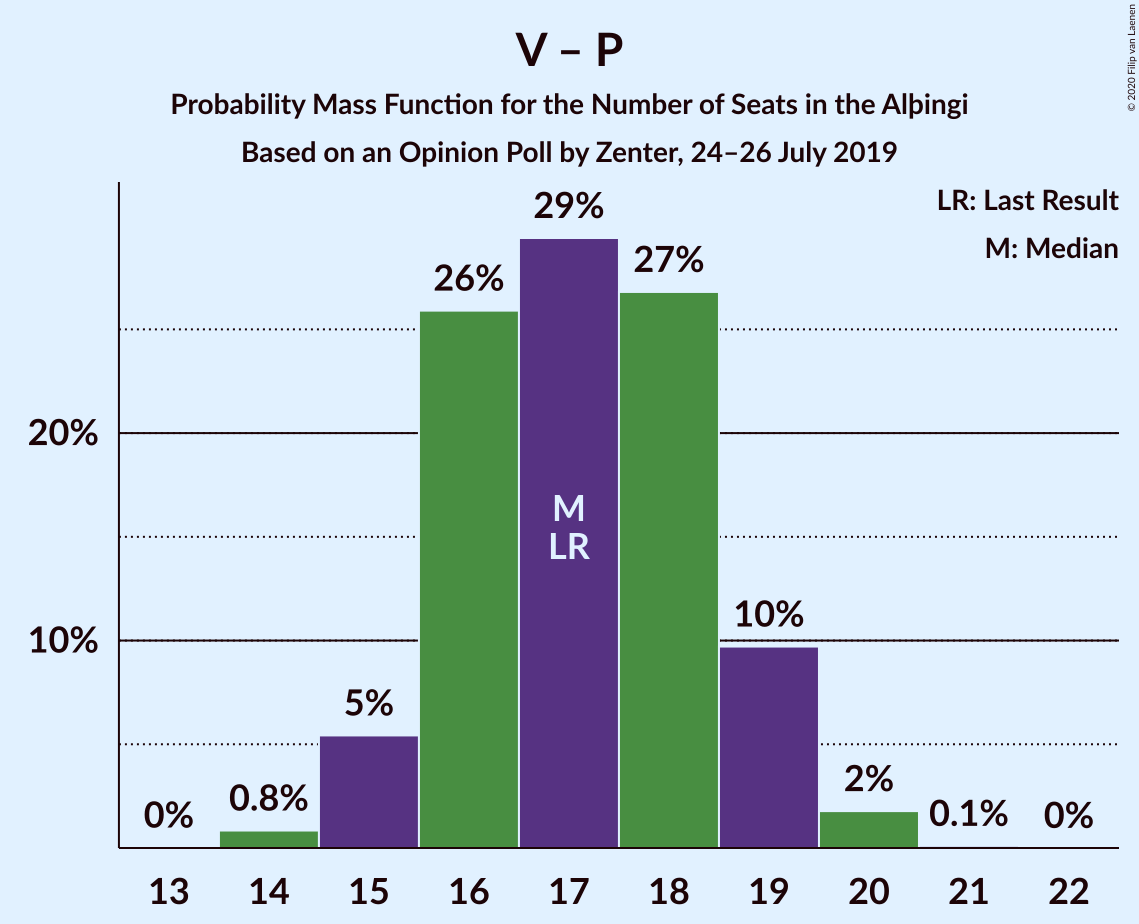 V – P
Probability Mass Function for the Number of Seats in the Alþingi
Based on an Opinion Poll by Zenter, 24–26 July 2019
© 2020 Filip van Laenen
LR: Last Result
M: Median
29%
27%
26%
20%
M
LR
10%
10%
5%
2%
0.8%
0%
0.1%
0%
13 14 15 16 17 18 19 20 21 22